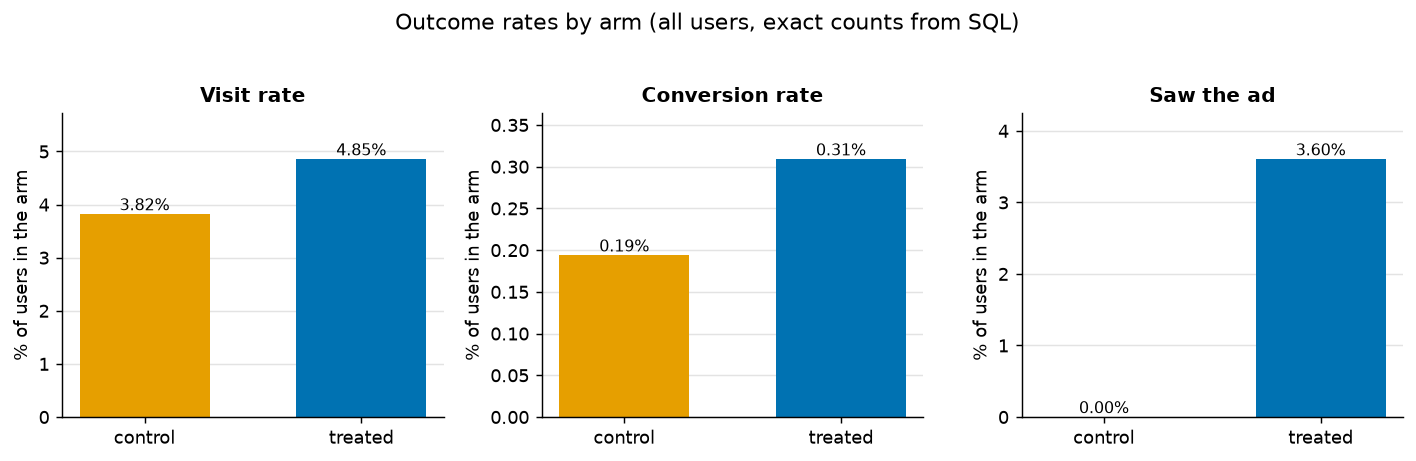 Outcome rates by arm (all users, exact counts from SQL)
Visit rate
% of users in the arm
5
4
3
2
1
0
3.82%
4.85%
control
treated
Conversion rate
% of users in the arm
0.35
0.30
0.25
0.20
0.15
0.10
0.05
0.00
0.19%
0.31%
control
treated
Saw the ad
% of users in the arm
4
3
2
1
0
0.00%
3.60%
control
treated